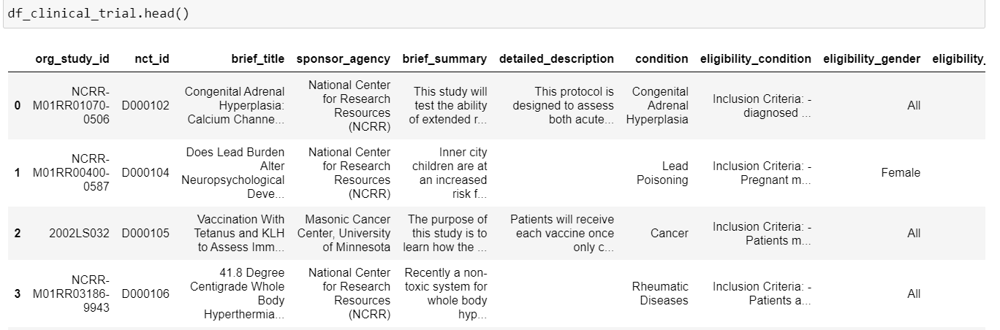 df_clinical_trial.head()
org_study_id nct_id brief_title sponsor_agency brief_summary detailed_description condition eligibility_condition eligibility_gender eligibility_
0 NCRR-M01RR01070-0506 D000102 Congenital Adrenal Hyperplasia: Calcium Channe... National Center for Research Resources (NCRR) This study will test the ability of extended r... This protocol is designed to assess both acute... Congenital Adrenal Hyperplasia Inclusion Criteria: - diagnosed ... All
1 NCRR-M01RR00400-0587 D000104 Does Lead Burden Alter Neuropsychological Deve... National Center for Research Resources (NCRR) Inner city children are at an increased risk f... Lead Poisoning Inclusion Criteria: - Pregnant m... Female
2 2002LS032 D000105 Vaccination With Tetanus and KLH to Assess Imm... Masonic Cancer Center, University of Minnesota The purpose of this study is to learn how the ... Patients will receive each vaccine once only c... Cancer Inclusion Criteria: - Patients m... All
3 NCRR-M01RR03186-9943 D000106 41.8 Degree Centigrade Whole Body Hyperthermia... National Center for Research Resources (NCRR) Recently a non-toxic system for whole body hyp... Rheumatic Diseases Inclusion Criteria: - Patients a... All